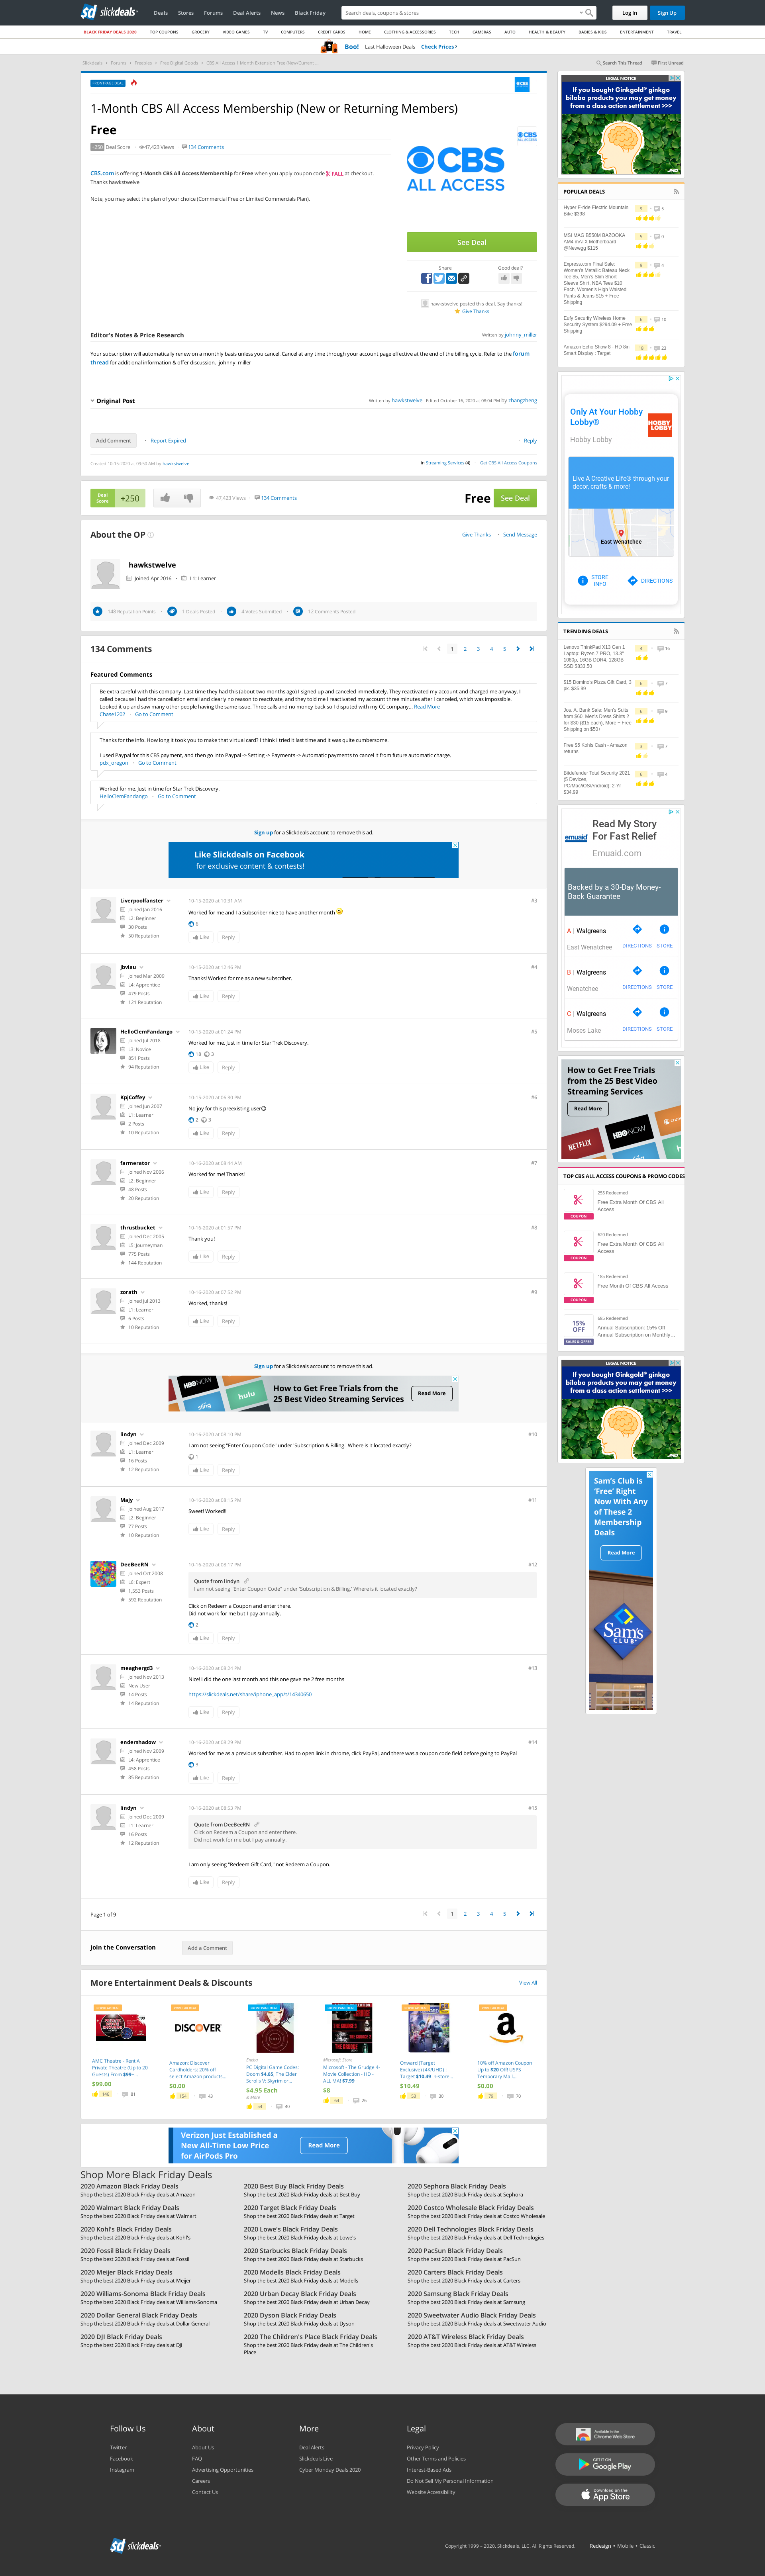 sd slickdeals
Deals
Stores
Forums
Deal Alerts
News
Black Friday
Search deals, coupons & stores
Log In
Sign Up
BLACK FRIDAY DEALS 2020
TOP COUPONS
GROCERY
VIDEO GAMES
TV
COMPUTERS
CREDIT CARDS
HOME
CLOTHING & ACCESSORIES
TECH
CAMERAS
AUTO
HEALTH & BEAUTY
BABIES & KIDS
ENTERTAINMENT
TRAVEL
Boo! Last Halloween Deals Check Prices ›
Slickdeals › Forums › Freebies › Free Digital Goods › CBS All Access 1 Month Extension Free (New/Current ...
Search This Thread
First Unread
FRONTPAGE DEAL
1-Month CBS All Access Membership (New or Returning Members)
Free
+250 Deal Score
47,423 Views
134 Comments
CBS
CBS.com is offering 1-Month CBS All Access Membership for Free when you apply coupon code FALL at checkout.
Thanks hawkstwelve
Note, you may select the plan of your choice (Commercial Free or Limited Commercials Plan).
CBS
ALL ACCESS
See Deal
Share
Good deal?
hawkstwelve posted this deal. Say thanks!
Give Thanks
Editor's Notes & Price Research
Written by johnny_miller
Your subscription will automatically renew on a monthly basis unless you cancel. Cancel at any time through your account page effective at the end of the billing cycle. Refer to the forum
thread for additional information & offer discussion. -johnny_miller
Original Post
Written by hawkstwelve Edited October 16, 2020 at 08:04 PM by zhangzheng
Add Comment
Report Expired
Reply
Created 10-15-2020 at 09:50 AM by hawkstwelve
in Streaming Services (4)
Get CBS All Access Coupons
Deal
Score
+250
47,423 Views
134 Comments
Free
See Deal
About the OP
Give Thanks
Send Message
hawkstwelve
Joined Apr 2016
L1: Learner
148 Reputation Points
1 Deals Posted
4 Votes Submitted
12 Comments Posted
134 Comments
1 2 3 4 5
Featured Comments
Be extra careful with this company. Last time they had this (about two months ago) I signed up and canceled immediately. They reactivated my account and charged me anyway. I
called because I had the cancellation email and clearly no reason to reactivate, and they told me I reactivated my account three minutes after I canceled, which wasn't possible.
Looked it up and saw many other people having the same issue. Three calls and no money back so I disputed with my CC company... Read More
Chase1202
Go to Comment
Thanks for the info. How long it took you to make that virtual card? I think I tried it last time and it was quite cumbersome.
I used Paypal for this CBS payment, and then go into Paypal -> Setting -> Payments -> Automatic payments to cancel it from future automatic charge.
pdx_oregon
Go to Comment
Worked for me. Just in time for Star Trek Discovery.
HelloClemFandango
Go to Comment
Sign up for a Slickdeals account to remove this ad.
Like Slickdeals on Facebook
for exclusive content & contests!
Liverpoolfanster
Joined Jan 2016
L2: Beginner
30 Posts
50 Reputation
10-15-2020 at 10:31 AM
#3
Worked for me and I a Subscriber nice to have another month
6
Like
Reply
jbviau
Joined Mar 2009
L4: Apprentice
479 Posts
121 Reputation
10-15-2020 at 12:46 PM
#4
Thanks! Worked for me as a new subscriber.
Like
Reply
HelloClemFandango
Joined Jul 2018
L3: Novice
851 Posts
94 Reputation
10-15-2020 at 01:24 PM
#5
Worked for me. Just in time for Star Trek Discovery.
18
3
Like
Reply
KpjCoffey
Joined Jun 2007
L1: Learner
2 Posts
10 Reputation
10-15-2020 at 06:30 PM
#6
No joy for this preexisting user
2
3
Like
Reply
farmerator
Joined Nov 2006
L2: Beginner
48 Posts
20 Reputation
10-16-2020 at 08:44 AM
#7
Worked for me! Thanks!
Like
Reply
thrustbucket
Joined Dec 2005
L5: Journeyman
775 Posts
144 Reputation
10-16-2020 at 01:57 PM
#8
Thank you!
Like
Reply
zorath
Joined Jul 2013
L1: Learner
6 Posts
10 Reputation
10-16-2020 at 07:52 PM
#9
Worked, thanks!
Like
Reply
Sign up for a Slickdeals account to remove this ad.
HBO NOW
hulu
sling
How to Get Free Trials from the
25 Best Video Streaming Services
Read More
lindyn
Joined Dec 2009
L1: Learner
16 Posts
12 Reputation
10-16-2020 at 08:10 PM
#10
I am not seeing "Enter Coupon Code" under 'Subscription & Billing.' Where is it located exactly?
1
Like
Reply
Majy
Joined Aug 2017
L2: Beginner
77 Posts
10 Reputation
10-16-2020 at 08:15 PM
#11
Sweet! Worked!!
Like
Reply
DeeBeeRN
Joined Oct 2008
L6: Expert
1,553 Posts
592 Reputation
10-16-2020 at 08:17 PM
#12
Quote from lindyn
I am not seeing "Enter Coupon Code" under 'Subscription & Billing.' Where is it located exactly?
Click on Redeem a Coupon and enter there.
Did not work for me but I pay annually.
2
Like
Reply
meaghergd3
Joined Nov 2013
New User
14 Posts
14 Reputation
10-16-2020 at 08:24 PM
#13
Nice! I did the one last month and this one gave me 2 free months
https://slickdeals.net/share/iphone_app/t/14340650
Like
Reply
endershadow
Joined Nov 2009
L4: Apprentice
458 Posts
85 Reputation
10-16-2020 at 08:29 PM
#14
Worked for me as a previous subscriber. Had to open link in chrome, click PayPal, and there was a coupon code field before going to PayPal
3
Like
Reply
lindyn
Joined Dec 2009
L1: Learner
16 Posts
12 Reputation
10-16-2020 at 08:53 PM
#15
Quote from DeeBeeRN
Click on Redeem a Coupon and enter there.
Did not work for me but I pay annually.
I am only seeing "Redeem Gift Card," not Redeem a Coupon.
Like
Reply
Page 1 of 9
1 2 3 4 5
Join the Conversation
Add a Comment
More Entertainment Deals & Discounts
View All
POPULAR DEAL
AMC Theatre - Rent A
Private Theatre (Up to 20
Guests) From $99+...
$99.00
146
81
POPULAR DEAL
DISCOVER
Amazon: Discover
Cardholders: 20% off
select Amazon products...
$0.00
154
43
FRONTPAGE DEAL
PC Digital Game Codes:
Doom $4.65, The Elder
Scrolls V: Skyrim or...
$4.95 Each
54
40
FRONTPAGE DEAL
Microsoft Store
Microsoft - The Grudge 4-
Movie Collection - HD -
ALL MA! $7.99
$8
64
26
Onward (Target
Exclusive) (4K/UHD) :
Target $10.49 in-store...
$10.49
53
30
POPULAR DEAL
10% off Amazon Coupon
Up to $20 Off! USPS
Temporary Mail...
$0.00
79
70
Verizon Just Established a
New All-Time Low Price
for AirPods Pro
Read More
Shop More Black Friday Deals
2020 Amazon Black Friday Deals
Shop the best 2020 Black Friday deals at Amazon
2020 Best Buy Black Friday Deals
Shop the best 2020 Black Friday deals at Best Buy
2020 Sephora Black Friday Deals
Shop the best 2020 Black Friday deals at Sephora
2020 Walmart Black Friday Deals
Shop the best 2020 Black Friday deals at Walmart
2020 Target Black Friday Deals
Shop the best 2020 Black Friday deals at Target
2020 Costco Wholesale Black Friday Deals
Shop the best 2020 Black Friday deals at Costco Wholesale
2020 Kohl's Black Friday Deals
Shop the best 2020 Black Friday deals at Kohl's
2020 Lowe's Black Friday Deals
Shop the best 2020 Black Friday deals at Lowe's
2020 Dell Technologies Black Friday Deals
Shop the best 2020 Black Friday deals at Dell Technologies
2020 Fossil Black Friday Deals
Shop the best 2020 Black Friday deals at Fossil
2020 Starbucks Black Friday Deals
Shop the best 2020 Black Friday deals at Starbucks
2020 PacSun Black Friday Deals
Shop the best 2020 Black Friday deals at PacSun
2020 Meijer Black Friday Deals
Shop the best 2020 Black Friday deals at Meijer
2020 Modells Black Friday Deals
Shop the best 2020 Black Friday deals at Modells
2020 Carters Black Friday Deals
Shop the best 2020 Black Friday deals at Carters
2020 Williams-Sonoma Black Friday Deals
Shop the best 2020 Black Friday deals at Williams-Sonoma
2020 Urban Decay Black Friday Deals
Shop the best 2020 Black Friday deals at Urban Decay
2020 Samsung Black Friday Deals
Shop the best 2020 Black Friday deals at Samsung
2020 Dollar General Black Friday Deals
Shop the best 2020 Black Friday deals at Dollar General
2020 Dyson Black Friday Deals
Shop the best 2020 Black Friday deals at Dyson
2020 Sweetwater Audio Black Friday Deals
Shop the best 2020 Black Friday deals at Sweetwater Audio
2020 DJI Black Friday Deals
Shop the best 2020 Black Friday deals at DJI
2020 The Children's Place Black Friday Deals
Shop the best 2020 Black Friday deals at The Children's
Place
2020 AT&T Wireless Black Friday Deals
Shop the best 2020 Black Friday deals at AT&T Wireless
LEGAL NOTICE
If you bought Ginkgold® ginkgo
biloba products you may get money
from a class action settlement >>>
POPULAR DEALS
Hyper E-ride Electric Mountain
Bike $398
9
5
MSI MAG B550M BAZOOKA
AM4 mATX Motherboard
@Newegg $115
5
0
Express.com Final Sale:
Women's Metallic Bateau Neck
Tee $5, Men's Slim Short
Sleeve Shirt, NBA Tees $10
Each, Women's High Waisted
Pants & Jeans $15 + Free
Shipping
9
9
Eufy Security Wireless Home
Security System $294.09 + Free
Shipping
6
10
Amazon Echo Show 8 - HD 8in
Smart Display : Target
18
23
Only At Your Hobby
Lobby®
Hobby Lobby
HOBBY
LOBBY
Live A Creative Life® through your
decor, crafts & more!
East Wenatchee
STORE
INFO
DIRECTIONS
TRENDING DEALS
Lenovo ThinkPad X13 Gen 1
Laptop: Ryzen 7 PRO, 13.3"
1080p, 16GB DDR4, 128GB
SSD $633.50
4
16
$10 Domino's Pizza Gift Card, 3
pk. $25.99
6
7
Jos. A. Bank Sale: Men's Suits
from $60, Men's Dress Shirts 2
for $30 ($15 each), More + Free
Shipping on $50+
6
9
Free $5 Kohls Cash - Amazon
returns
3
7
Bitdefender Total Security 2021
(5 Devices,
PC/Mac/iOS/Android): 2-Yr
$34.99
6
4
Read My Story
For Fast Relief
emuaid
Emuaid.com
Backed by a 30-Day Money-
Back Guarantee
A | Walgreens
East Wenatchee
DIRECTIONS
STORE
B | Walgreens
Wenatchee
DIRECTIONS
STORE
C | Walgreens
Moses Lake
DIRECTIONS
STORE
How to Get Free Trials
from the 25 Best Video
Streaming Services
Read More
HBO NOW
hulu
sling
NETFLIX
TOP CBS ALL ACCESS COUPONS & PROMO CODES
255 Redeemed
Free Extra Month Of CBS All
Access
COUPON
620 Redeemed
Free Extra Month Of CBS All
Access
COUPON
185 Redeemed
Free Month Of CBS All Access
COUPON
15%
OFF
SALES & OFFER
685 Redeemed
Annual Subscription: 15% Off
Annual Subscription on Monthly...
LEGAL NOTICE
If you bought Ginkgold® ginkgo
biloba products you may get money
from a class action settlement >>>
Sam's Club is
'Free' Right
Now With Any
of These 2
Membership
Deals
Read More
Sam's
CLUB
Follow Us
Twitter
Facebook
Instagram
About
About Us
FAQ
Advertising Opportunities
Careers
Contact Us
More
Deal Alerts
Slickdeals Live
Cyber Monday Deals 2020
Legal
Privacy Policy
Other Terms and Policies
Interest-Based Ads
Do Not Sell My Personal Information
Website Accessibility
Available in the
Chrome Web Store
GET IT ON
Google Play
Download on the
App Store
sd slickdeals
Copyright 1999 – 2020. Slickdeals, LLC. All Rights Reserved.
Redesign • Mobile • Classic